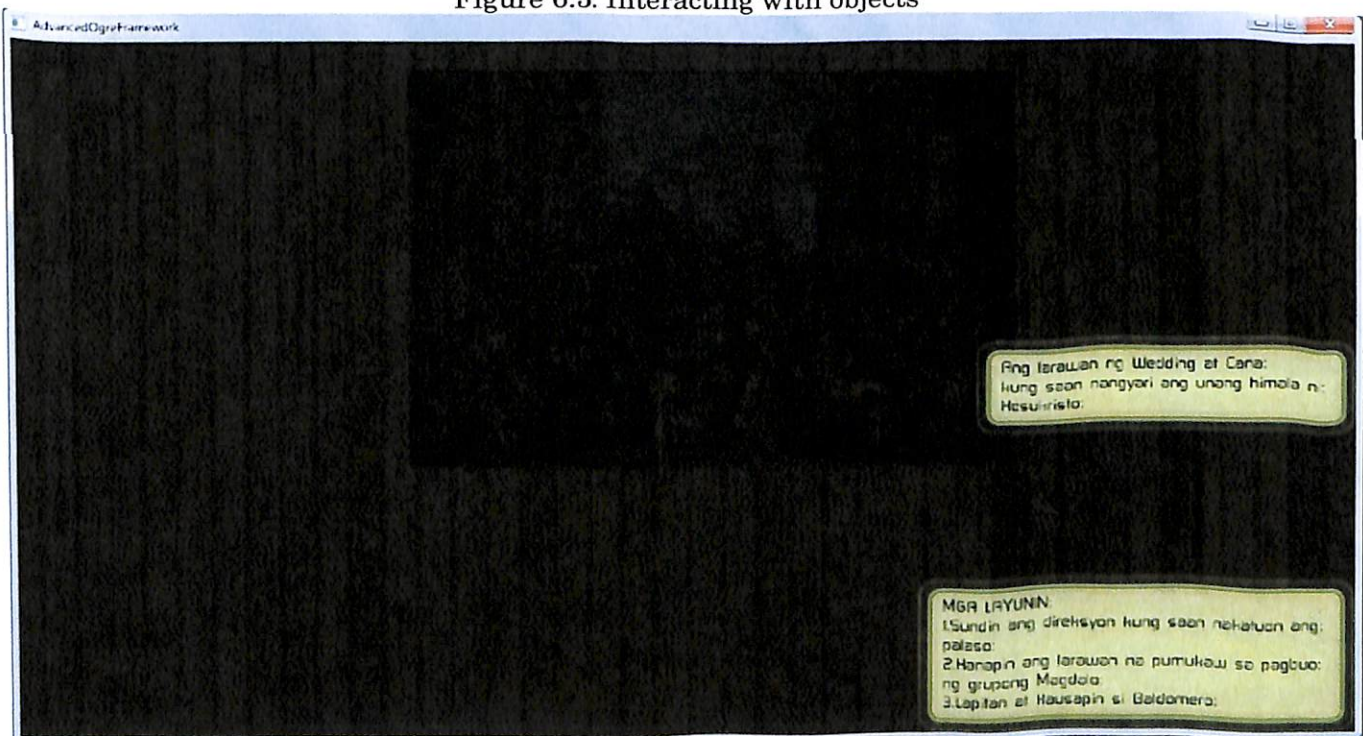 Figure 6.3. Interacting with objects
AdvancedOgreFramework
Ang larawan ng Wedding at Cana:
kung saan nangyari ang unang himala ni:
Hesukristo:
MGA LAYUNIN:
1.Sundin ang direksyon kung saan nakatuon ang:
palaso:
2.Hanapin ang larawan na pumukaw sa pagbuo:
ng grupong Magdalo:
3.Lapitan at Kausapin si Baldomero: